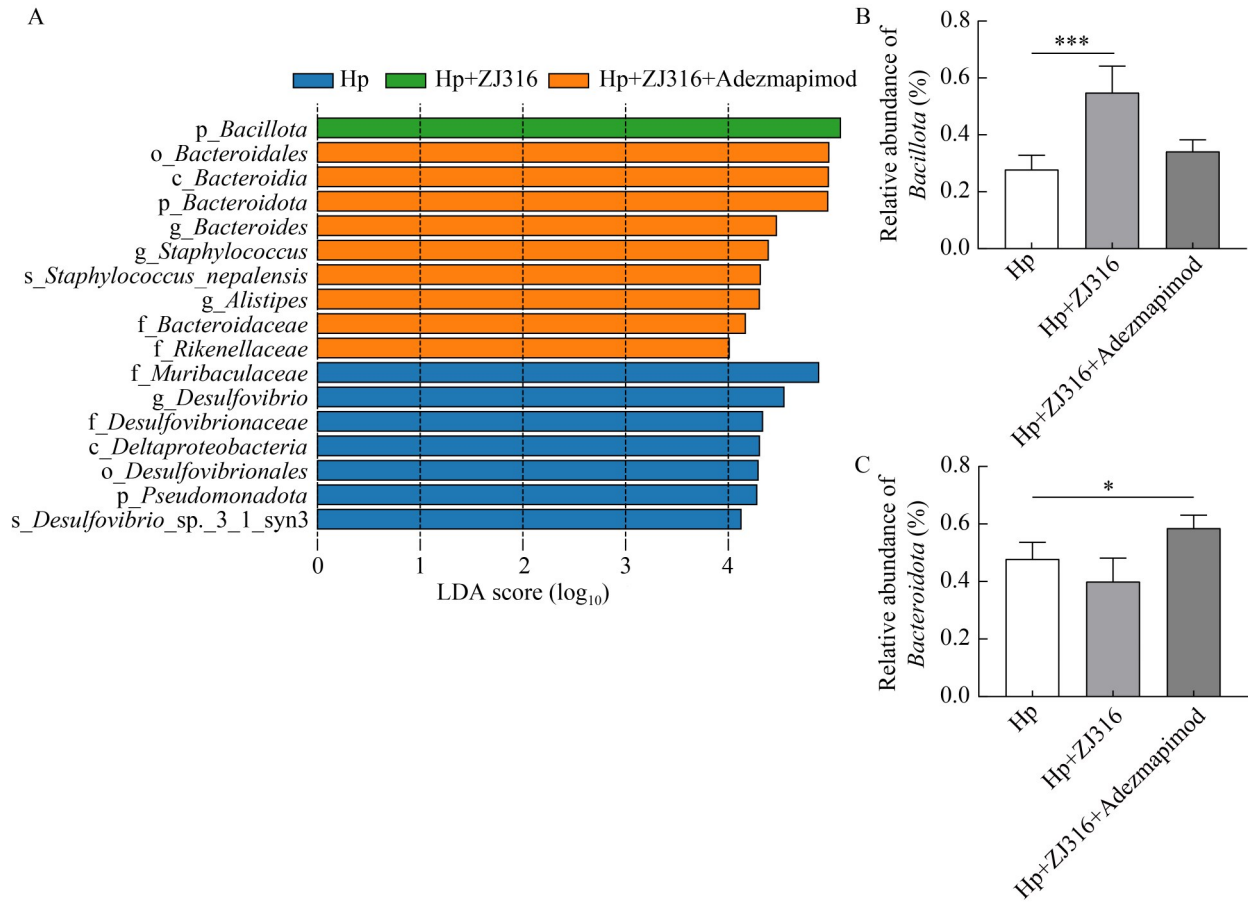 A
Hp Hp+ZJ316 Hp+ZJ316+Adezmapimod
p_Bacillota
o_Bacteroidales
c_Bacteroidia
p_Bacteroidota
g_Bacteroides
g_Staphylococcus
s_Staphylococcus_nepalensis
g_Alistipes
f_Bacteroidaceae
f_Rikenellaceae
f_Muribaculaceae
g_Desulfovibrio
f_Desulfovibrionaceae
c_Deltaproteobacteria
o_Desulfovibrionales
p_Pseudomonadota
s_Desulfovibrio_sp._3_1_syn3
0 1 2 3 4
LDA score (log₁₀)
B
Relative abundance of
Bacillota (%)
0.8
0.6
0.4
0.2
0.0
***
Hp
Hp+ZJ316
Hp+ZJ316+Adezmapimod
C
Relative abundance of
Bacteroidota (%)
0.8
0.6
0.4
0.2
0.0
*
Hp
Hp+ZJ316
Hp+ZJ316+Adezmapimod